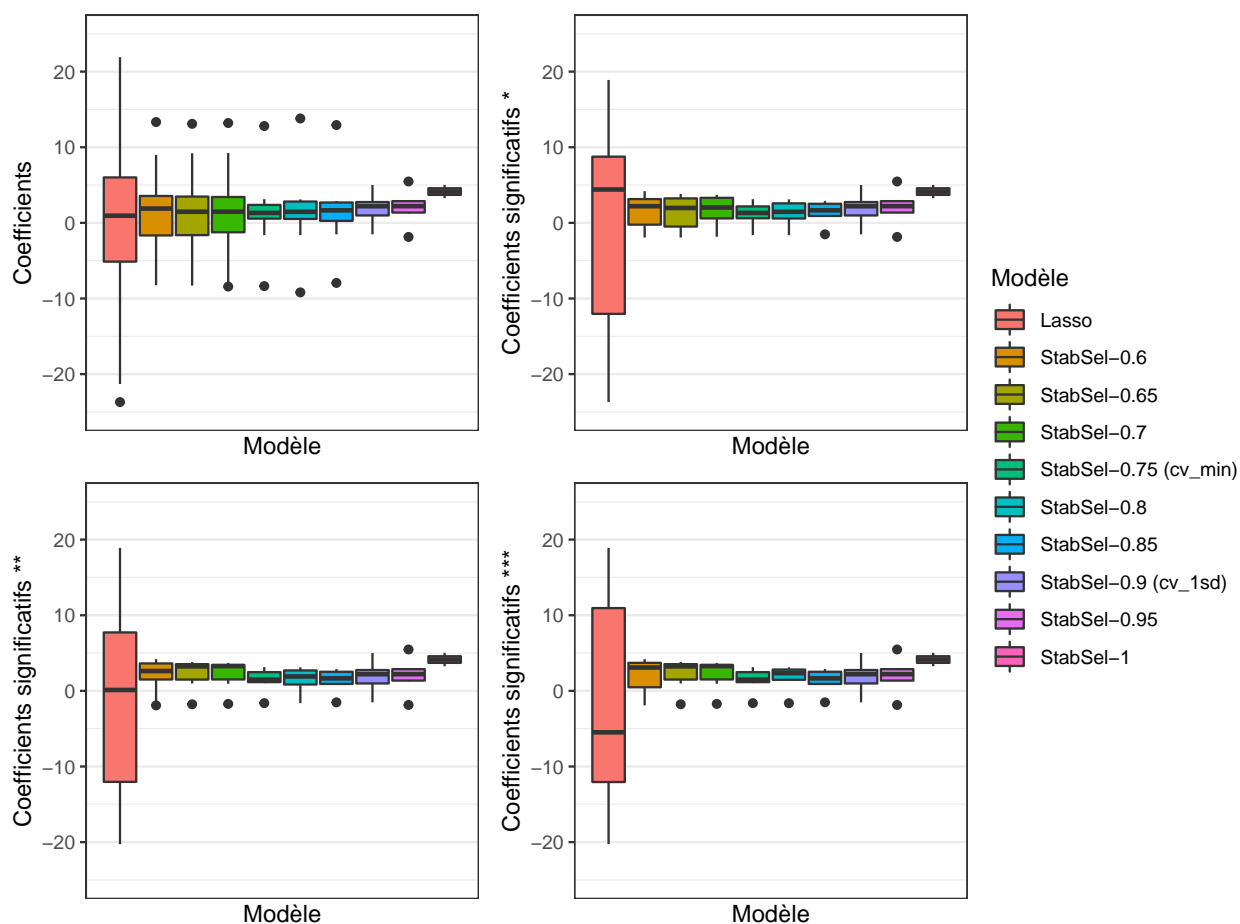 Coefficients
20
10
0
−10
−20
Modèle
Coefficients significatifs *
20
10
0
−10
−20
Modèle
Coefficients significatifs **
20
10
0
−10
−20
Modèle
Coefficients significatifs ***
20
10
0
−10
−20
Modèle
Modèle
Lasso
StabSel−0.6
StabSel−0.65
StabSel−0.7
StabSel−0.75 (cv_min)
StabSel−0.8
StabSel−0.85
StabSel−0.9 (cv_1sd)
StabSel−0.95
StabSel−1